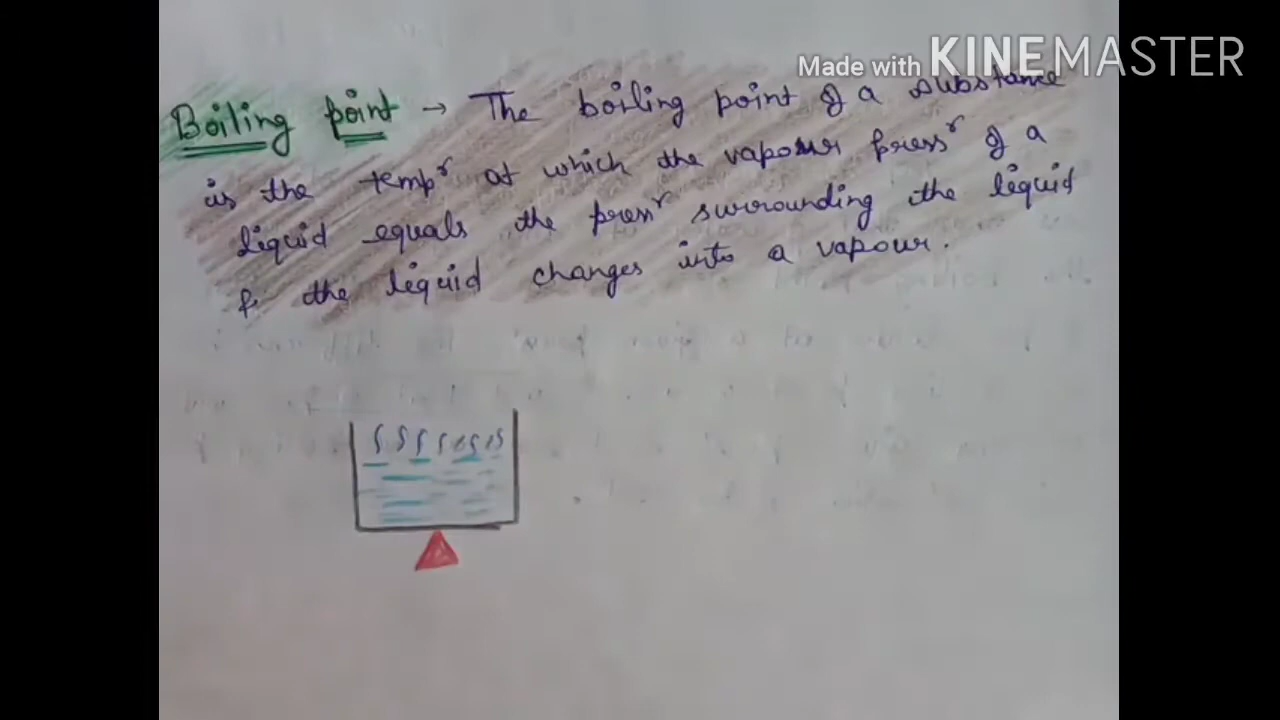 Made with KINEMASTER
Boiling point → The boiling point of a substance
is the tempʳ at which the vapour pressʳ of a
liquid equals the pressʳ surrounding the liquid
& the liquid changes into a vapour.